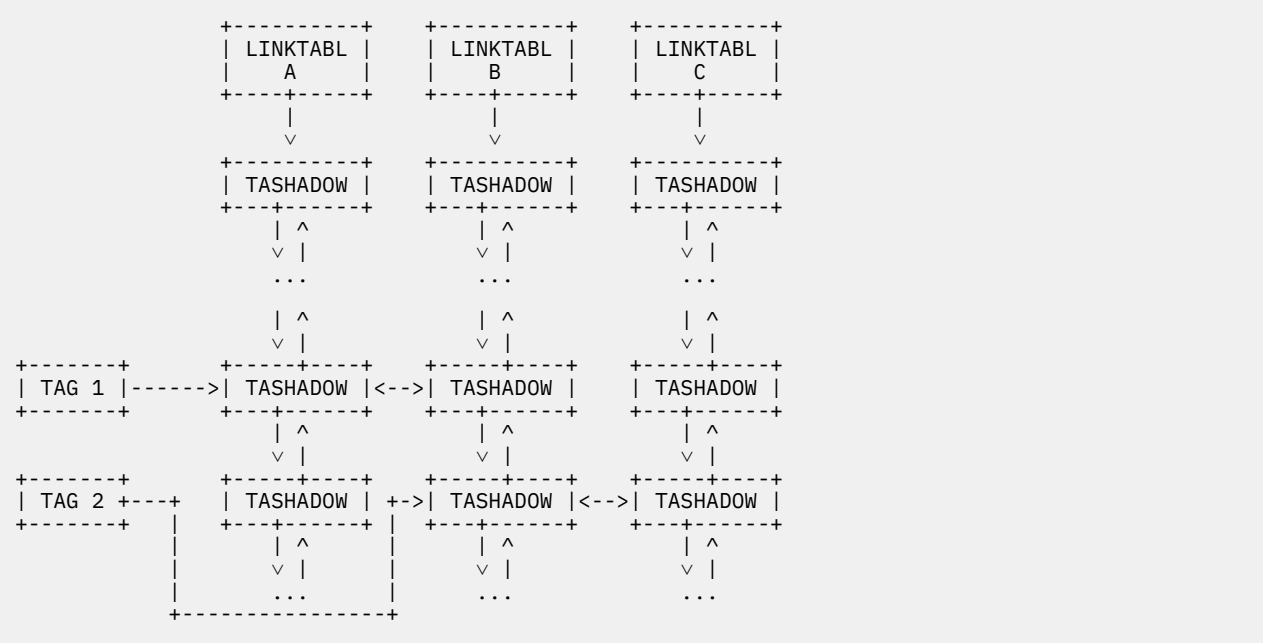 LINKTABL LINKTABL LINKTABL
A B C
TASHADOW TASHADOW TASHADOW
... ... ...
TAG 1 TASHADOW TASHADOW TASHADOW
TAG 2 TASHADOW TASHADOW TASHADOW
... ... ...